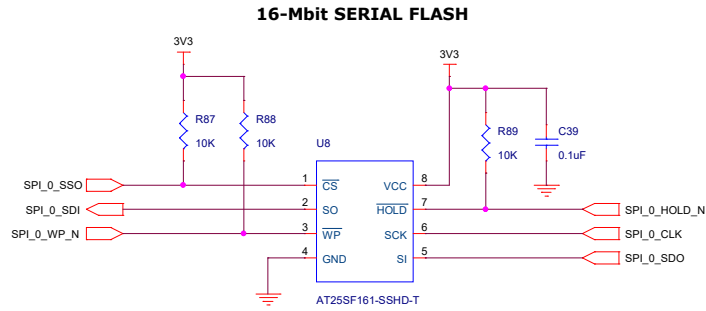 16-Mbit SERIAL FLASH
3V3
3V3
R87
10K
R88
10K
R89
10K
C39
0.1uF
U8
SPI_0_SSO
1
CS
VCC
8
SPI_0_SDI
2
SO
HOLD
7
SPI_0_HOLD_N
SPI_0_WP_N
3
WP
SCK
6
SPI_0_CLK
4
GND
SI
5
SPI_0_SDO
AT25SF161-SSHD-T